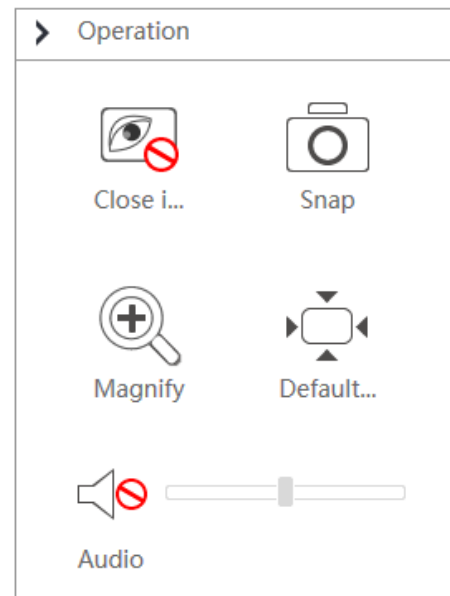 Operation
Close i...
Snap
Magnify
Default...
Audio